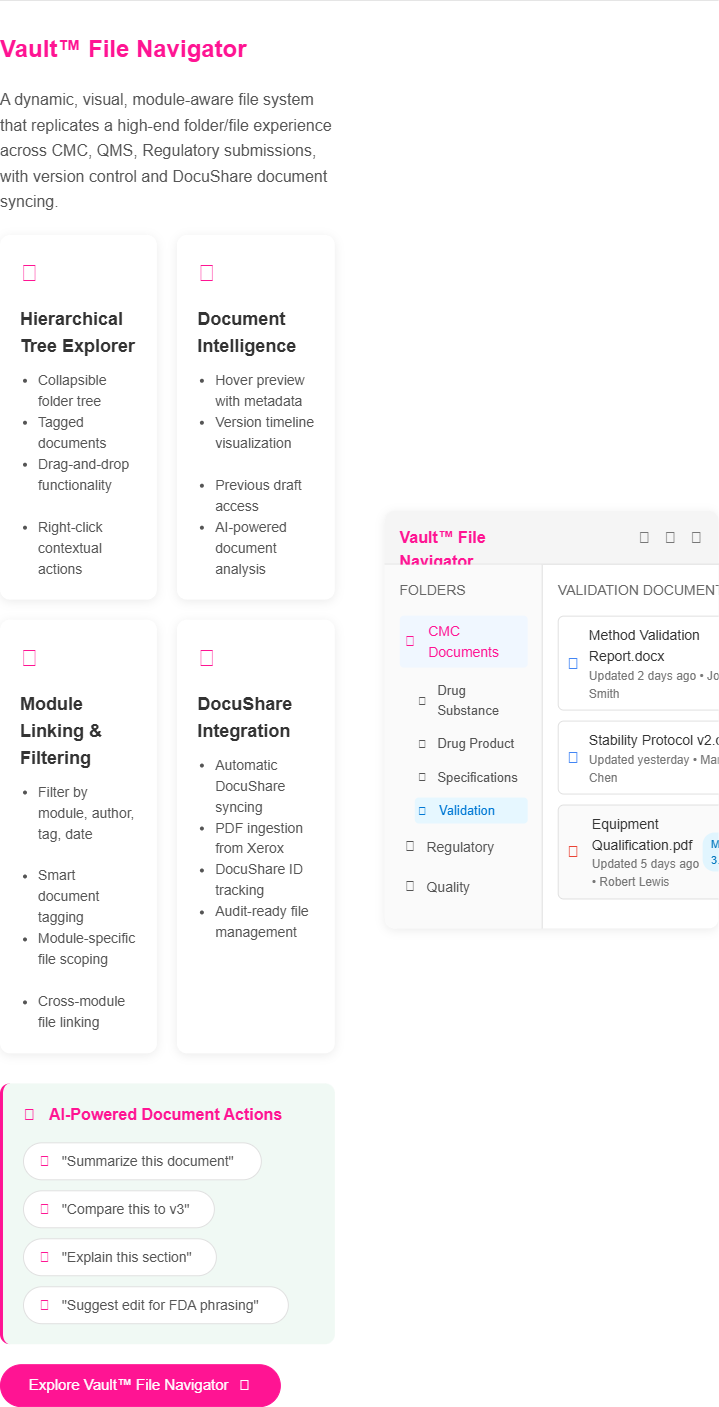 Vault™ File Navigator
A dynamic, visual, module-aware file system
that replicates a high-end folder/file experience
across CMC, QMS, Regulatory submissions,
with version control and DocuShare document
syncing.
Hierarchical
Tree Explorer
• Collapsible
folder tree
• Tagged
documents
• Drag-and-drop
functionality
• Right-click
contextual
actions
Document
Intelligence
• Hover preview
with metadata
• Version timeline
visualization
• Previous draft
access
• AI-powered
document
analysis
Module
Linking &
Filtering
• Filter by
module, author,
tag, date
• Smart
document
tagging
• Module-specific
file scoping
• Cross-module
file linking
DocuShare
Integration
• Automatic
DocuShare
syncing
• PDF ingestion
from Xerox
• DocuShare ID
tracking
• Audit-ready file
management
AI-Powered Document Actions
"Summarize this document"
"Compare this to v3"
"Explain this section"
"Suggest edit for FDA phrasing"
Explore Vault™ File Navigator
Vault™ File
Navigator
FOLDERS
CMC
Documents
Drug
Substance
Drug Product
Specifications
Validation
Regulatory
Quality
VALIDATION DOCUMENT
Method Validation
Report.docx
Updated 2 days ago • Jo
Smith
Stability Protocol v2.
Updated yesterday • Mar
Chen
Equipment
Qualification.pdf
Updated 5 days ago
• Robert Lewis
M
3.